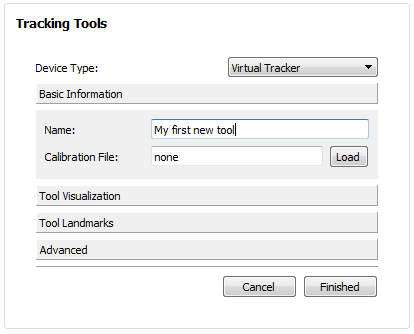 Tracking Tools
Device Type: Virtual Tracker
Basic Information
Name: My first new tool
Calibration File: none Load
Tool Visualization
Tool Landmarks
Advanced
Cancel Finished